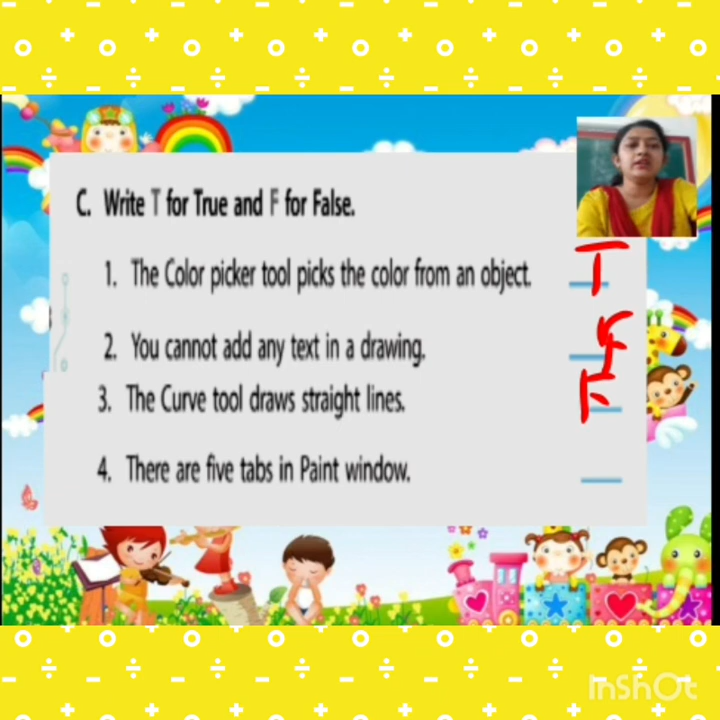 C. Write T for True and F for False.
1. The Color picker tool picks the color from an object. T
2. You cannot add any text in a drawing. F
3. The Curve tool draws straight lines. F
4. There are five tabs in Paint window.
InShOt